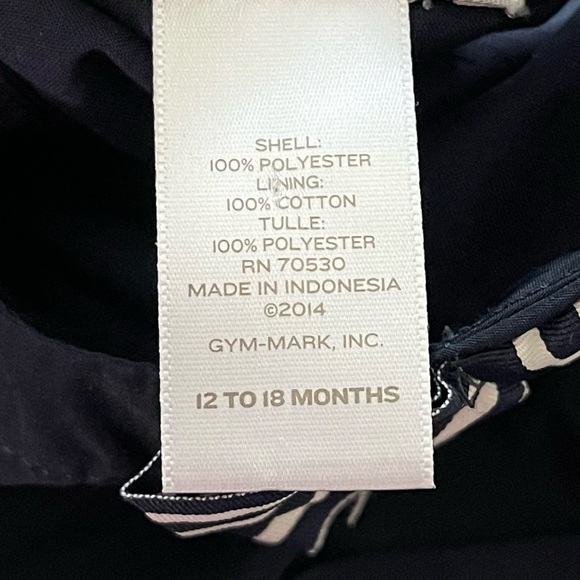 SHELL:
100% POLYESTER
LINING:
100% COTTON
TULLE:
100% POLYESTER
RN 70530
MADE IN INDONESIA
©2014
GYM-MARK, INC.
12 TO 18 MONTHS